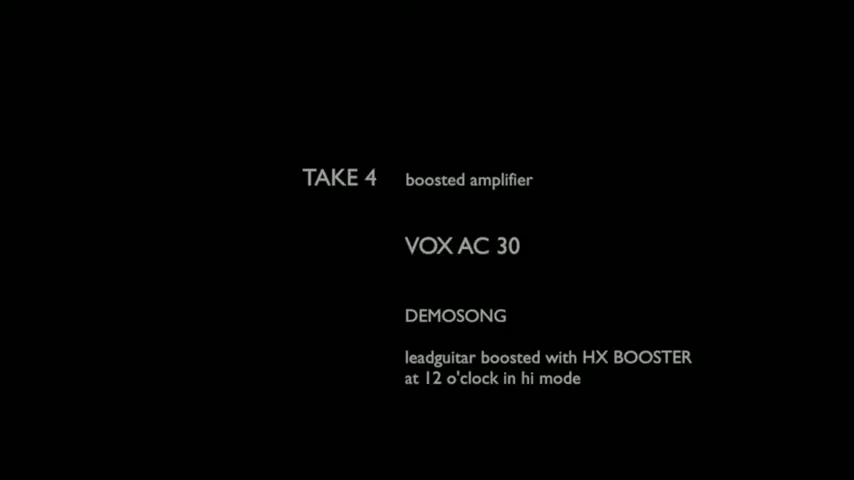 TAKE 4 boosted amplifier
VOX AC 30
DEMOSONG
leadguitar boosted with HX BOOSTER
at 12 o'clock in hi mode